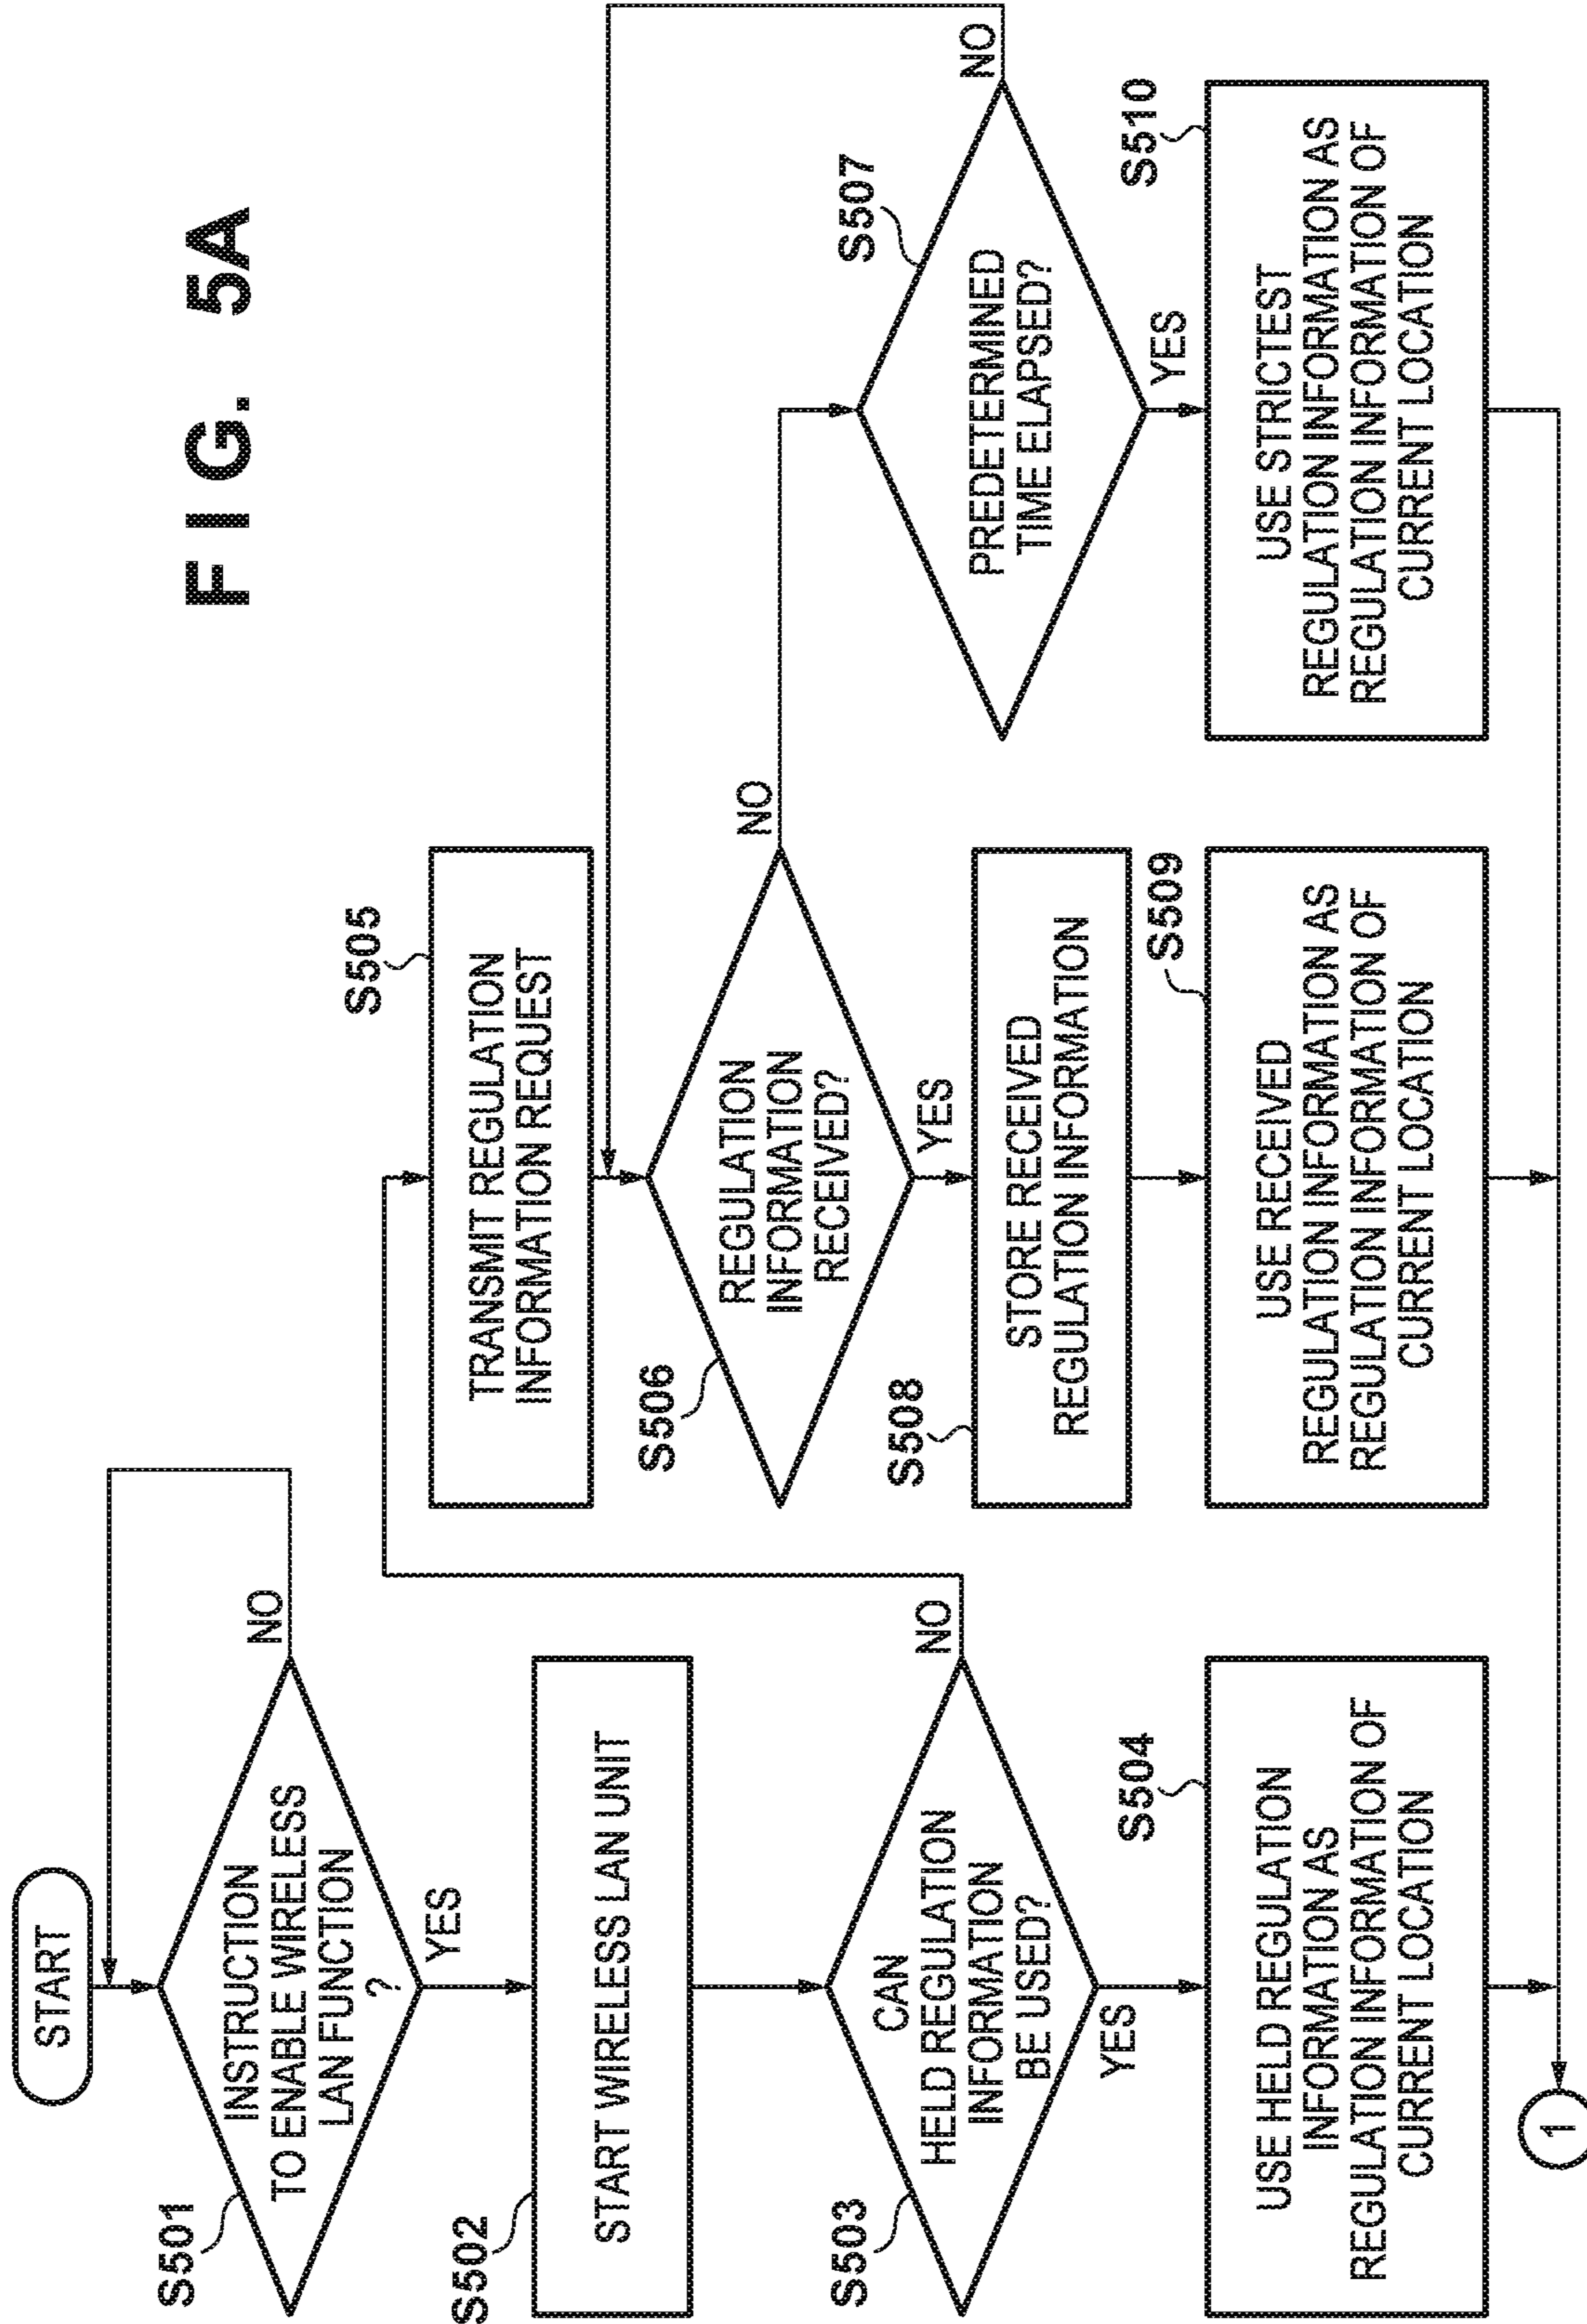 FIG. 5A
START
S501
INSTRUCTION
TO ENABLE WIRELESS
LAN FUNCTION
?
NO
YES
S502
START WIRELESS LAN UNIT
S503
CAN
HELD REGULATION
INFORMATION
BE USED?
NO
YES
S504
USE HELD REGULATION
INFORMATION AS
REGULATION INFORMATION OF
CURRENT LOCATION
S505
TRANSMIT REGULATION
INFORMATION REQUEST
S506
REGULATION
INFORMATION
RECEIVED?
NO
YES
S508
STORE RECEIVED
REGULATION INFORMATION
S509
USE RECEIVED
REGULATION INFORMATION AS
REGULATION INFORMATION OF
CURRENT LOCATION
S507
PREDETERMINED
TIME ELAPSED?
NO
YES
S510
USE STRICTEST
REGULATION INFORMATION AS
REGULATION INFORMATION OF
CURRENT LOCATION
1